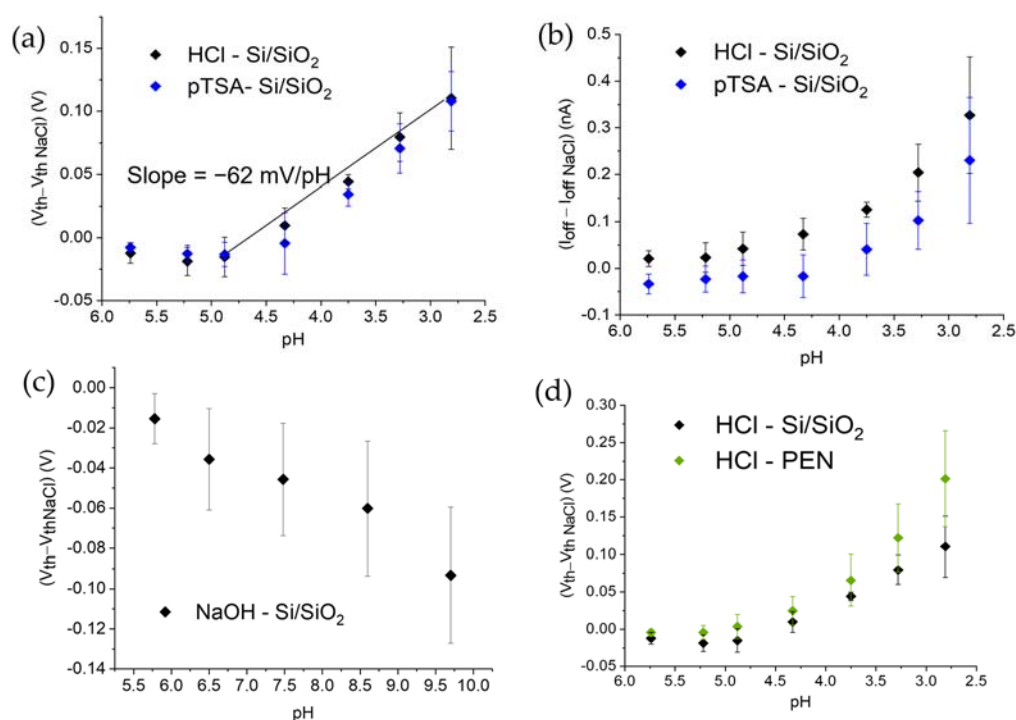 (a)
HCl - Si/SiO₂
pTSA- Si/SiO₂
Slope = −62 mV/pH
(Vth–Vth NaCl) (V)
0.15
0.10
0.05
0.00
-0.05
6.0 5.5 5.0 4.5 4.0 3.5 3.0 2.5
pH
(b)
HCl - Si/SiO₂
pTSA - Si/SiO₂
(Ioff – Ioff NaCl) (nA)
0.5
0.4
0.3
0.2
0.1
0.0
-0.1
6.0 5.5 5.0 4.5 4.0 3.5 3.0 2.5
pH
(c)
NaOH - Si/SiO₂
(Vth–VthNaCl) (V)
0.00
-0.02
-0.04
-0.06
-0.08
-0.10
-0.12
-0.14
5.5 6.0 6.5 7.0 7.5 8.0 8.5 9.0 9.5 10.0
pH
(d)
HCl - Si/SiO₂
HCl - PEN
(Vth–Vth NaCl) (V)
0.30
0.25
0.20
0.15
0.10
0.05
0.00
-0.05
6.0 5.5 5.0 4.5 4.0 3.5 3.0 2.5
pH